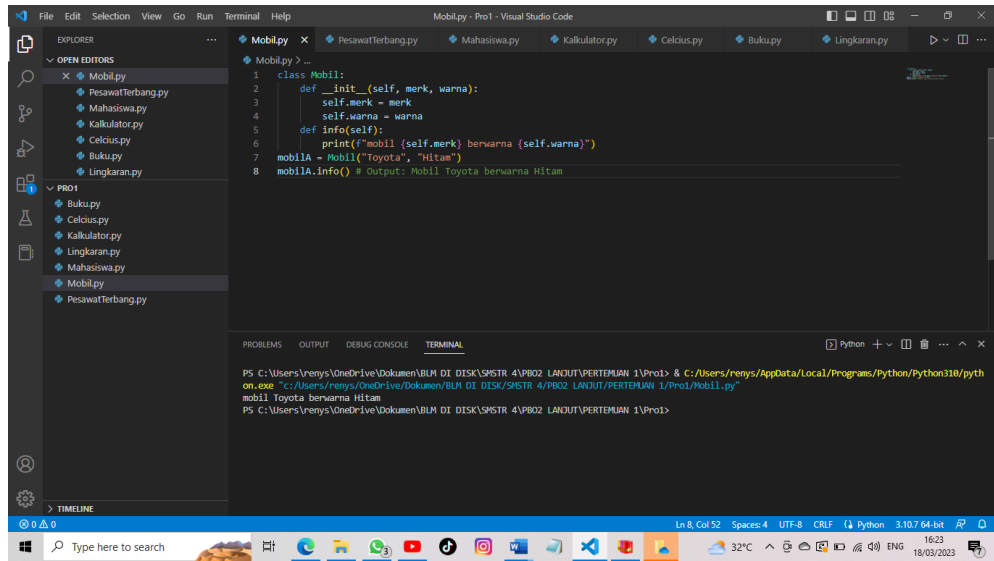 File Edit Selection View Go Run Terminal Help
Mobil.py - Pro1 - Visual Studio Code
EXPLORER
OPEN EDITORS
Mobil.py
PesawatTerbang.py
Mahasiswa.py
Kalkulator.py
Celcius.py
Buku.py
Lingkaran.py
PRO1
Buku.py
Celcius.py
Kalkulator.py
Lingkaran.py
Mahasiswa.py
Mobil.py
PesawatTerbang.py
TIMELINE
1
Mobil.py PesawatTerbang.py Mahasiswa.py Kalkulator.py Celcius.py Buku.py Lingkaran.py
Mobil.py > ...
1 class Mobil:
2 def __init__(self, merk, warna):
3 self.merk = merk
4 self.warna = warna
5 def info(self):
6 print(f"mobil {self.merk} berwarna {self.warna}")
7 mobilA = Mobil("Toyota", "Hitam")
8 mobilA.info() # Output: Mobil Toyota berwarna Hitam
PROBLEMS OUTPUT DEBUG CONSOLE TERMINAL
Python
PS C:\Users\renys\OneDrive\Dokumen\BLM DI DISK\SMSTR 4\PBO2 LANJUT\PERTEMUAN 1\Pro1> & C:/Users/renys/AppData/Local/Programs/Python/Python310/pyth
on.exe "c:/Users/renys/OneDrive/Dokumen/BLM DI DISK/SMSTR 4/PBO2 LANJUT/PERTEMUAN 1/Pro1/Mobil.py"
mobil Toyota berwarna Hitam
PS C:\Users\renys\OneDrive\Dokumen\BLM DI DISK\SMSTR 4\PBO2 LANJUT\PERTEMUAN 1\Pro1>
0 0
Ln 8, Col 52 Spaces: 4 UTF-8 CRLF Python 3.10.7 64-bit
Type here to search
3
32°C
ENG
16:23
18/03/2023
7